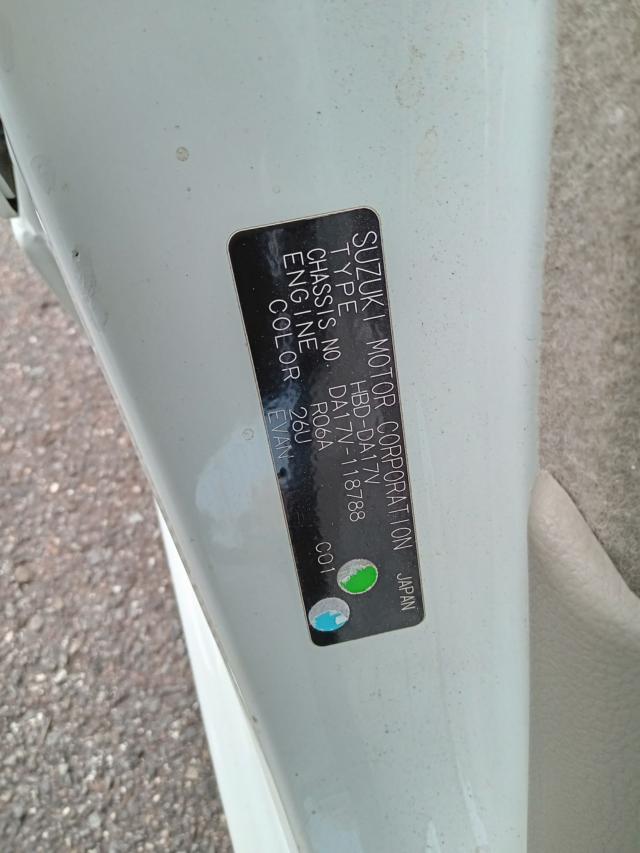 SUZUKI MOTOR CORPORATION JAPAN
TYPE HBD-DA17V
CHASSIS NO. DA17V-118788
ENGINE R06A
COLOR 26U C01
EVAN